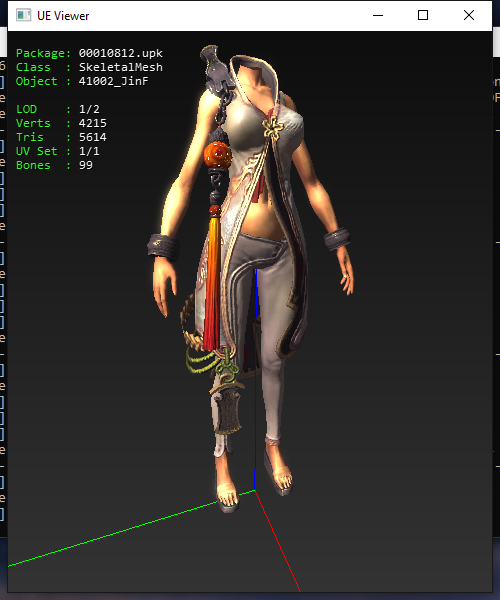 UE Viewer
Package: 00010812.upk
Class : SkeletalMesh
Object : 41002_JinF
LOD : 1/2
Verts : 4215
Tris : 5614
UV Set : 1/1
Bones : 99